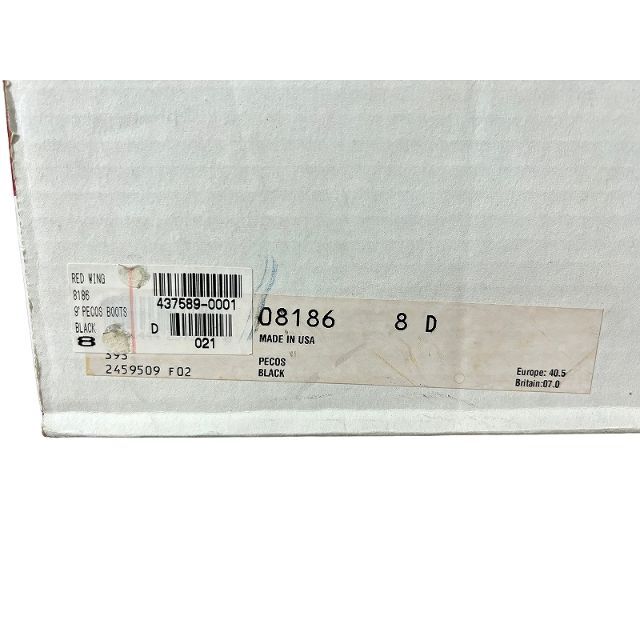 RED WING
8186
9" PECOS BOOTS
BLACK
8 D
437589-0001
021
08186 8 D
MADE IN USA
PECOS
BLACK
2459509 F02
Europe: 40.5
Britain:07.0